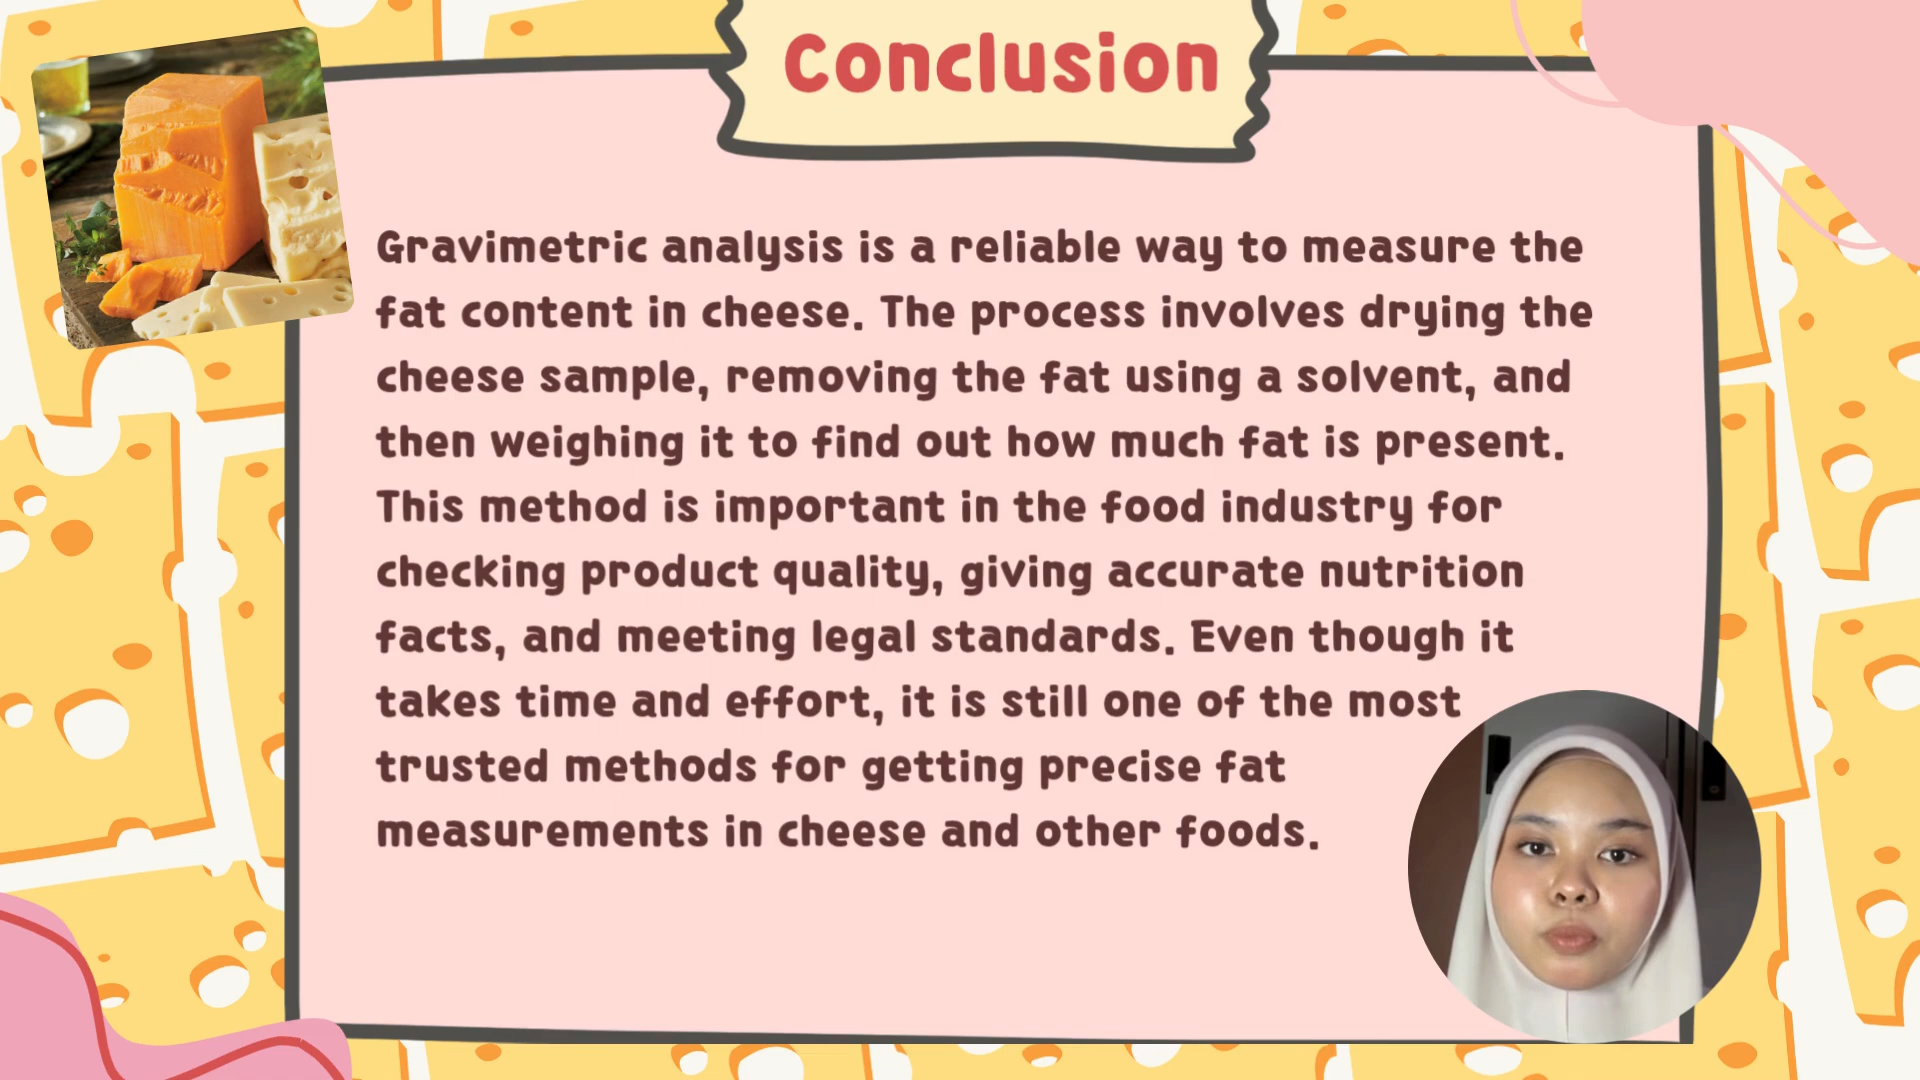 Conclusion
Gravimetric analysis is a reliable way to measure the
fat content in cheese. The process involves drying the
cheese sample, removing the fat using a solvent, and
then weighing it to find out how much fat is present.
This method is important in the food industry for
checking product quality, giving accurate nutrition
facts, and meeting legal standards. Even though it
takes time and effort, it is still one of the most
trusted methods for getting precise fat
measurements in cheese and other foods.